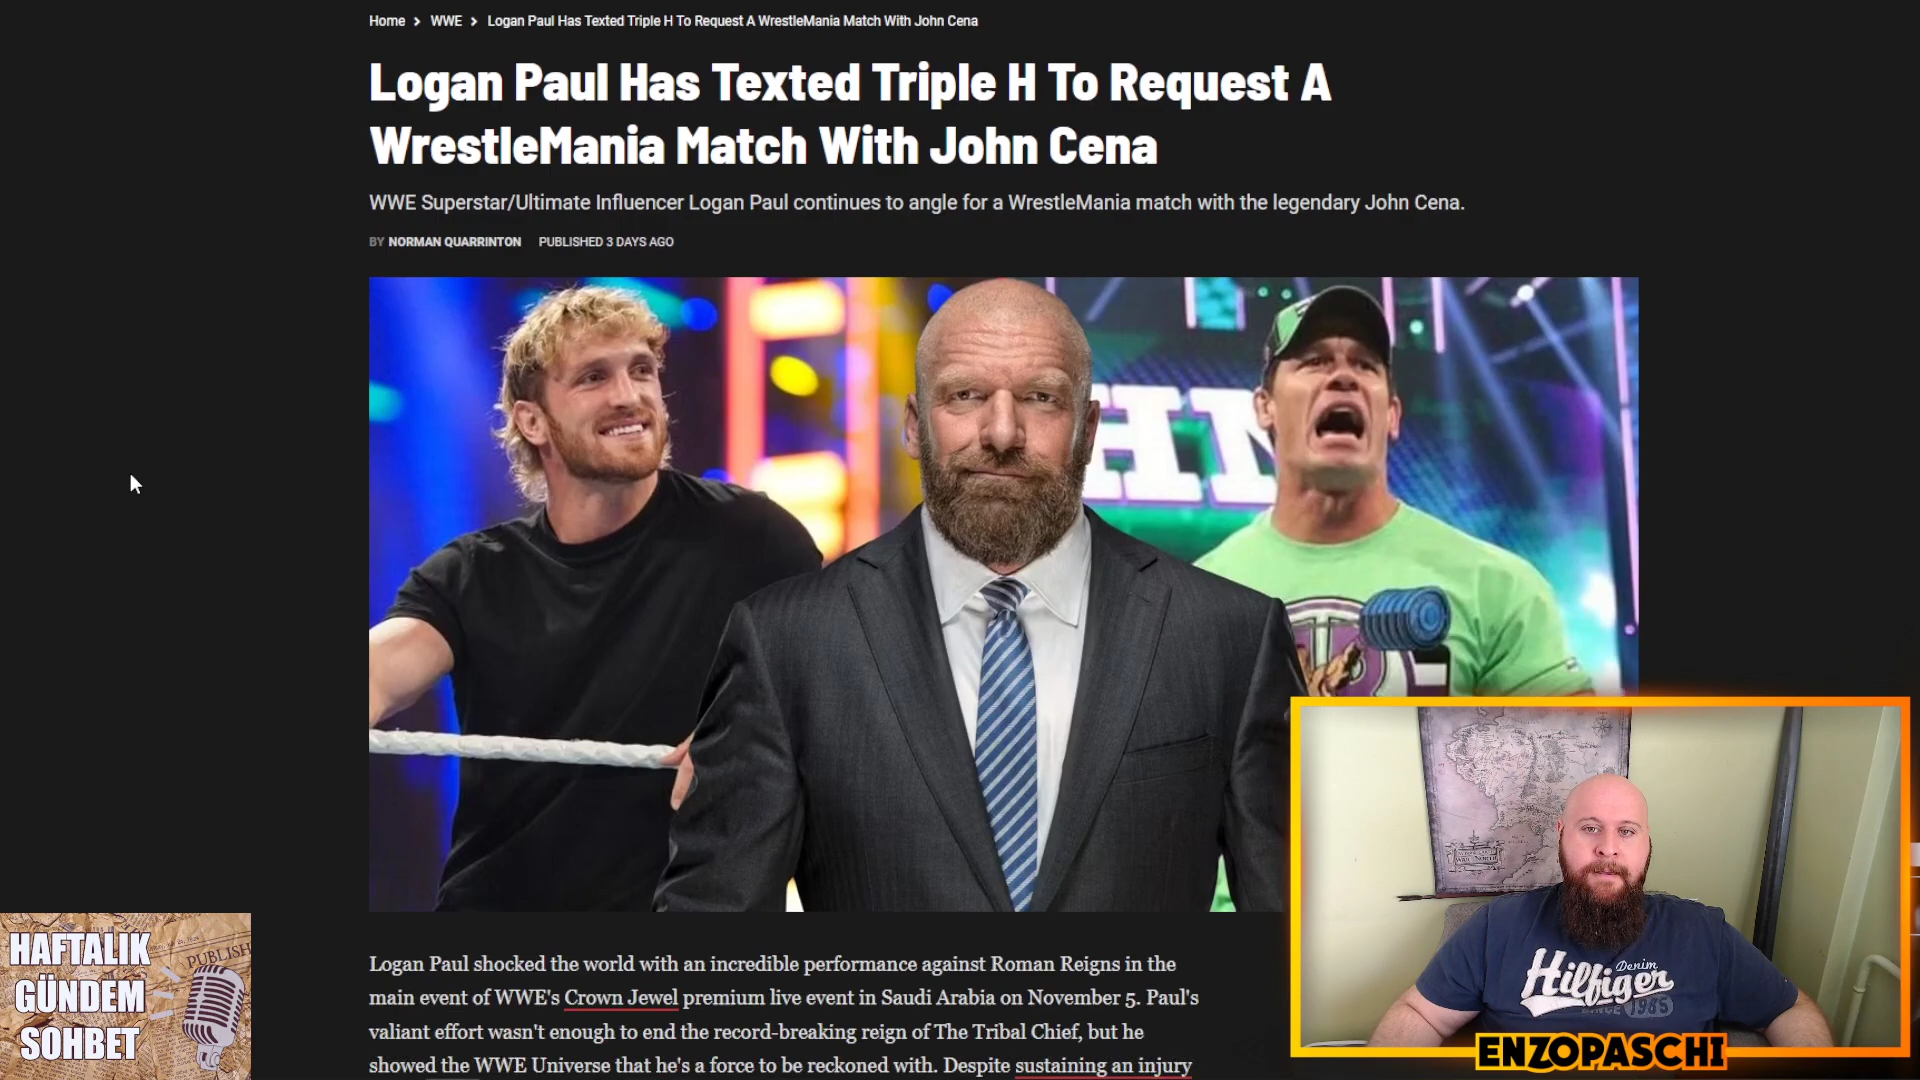 Home > WWE > Logan Paul Has Texted Triple H To Request A WrestleMania Match With John Cena
Logan Paul Has Texted Triple H To Request A
WrestleMania Match With John Cena
WWE Superstar/Ultimate Influencer Logan Paul continues to angle for a WrestleMania match with the legendary John Cena.
BY NORMAN QUARRINTON PUBLISHED 3 DAYS AGO
HN
Logan Paul shocked the world with an incredible performance against Roman Reigns in the
main event of WWE's Crown Jewel premium live event in Saudi Arabia on November 5. Paul's
valiant effort wasn't enough to end the record-breaking reign of The Tribal Chief, but he
showed the WWE Universe that he's a force to be reckoned with. Despite sustaining an injury
HAFTALIK
GÜNDEM
SOHBET
PUBLISH
Denim
Hilfiger
SINCE 1985
ENZOPASCHI